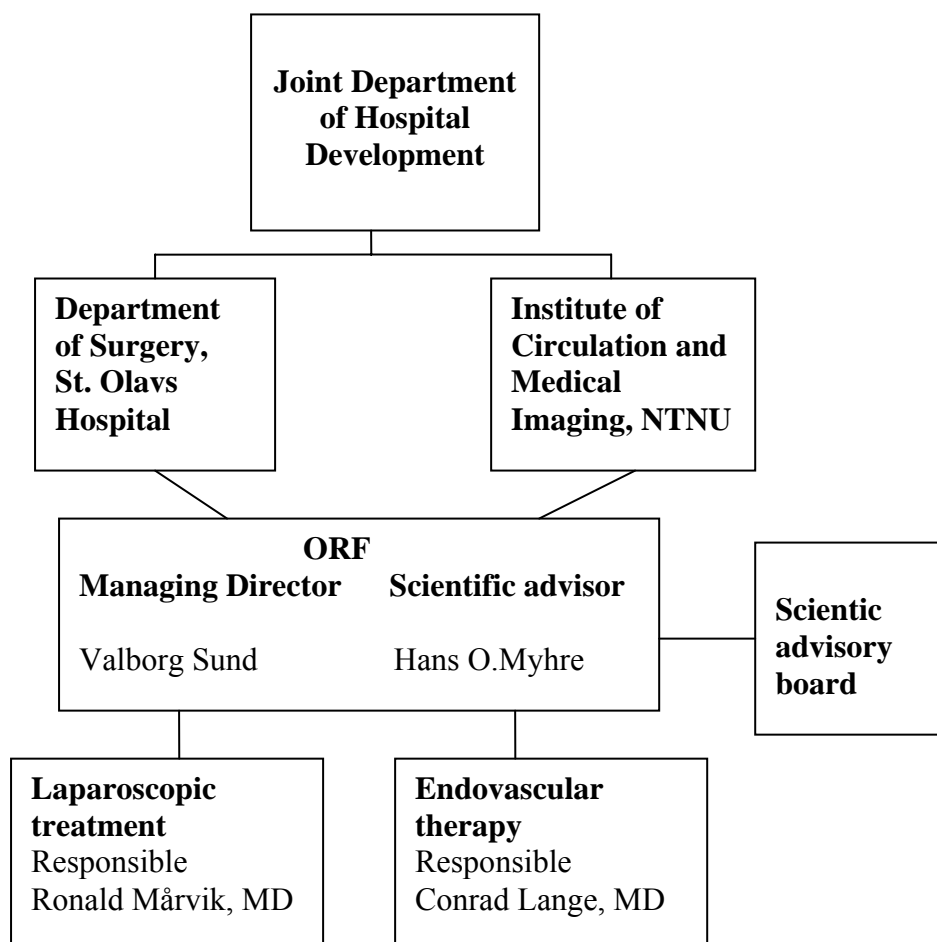 Joint Department
of Hospital
Development
Department
of Surgery,
St. Olavs
Hospital
Institute of
Circulation and
Medical
Imaging, NTNU
ORF
Managing Director Scientific advisor
Valborg Sund Hans O.Myhre
Scientic
advisory
board
Laparoscopic
treatment
Responsible
Ronald Mårvik, MD
Endovascular
therapy
Responsible
Conrad Lange, MD